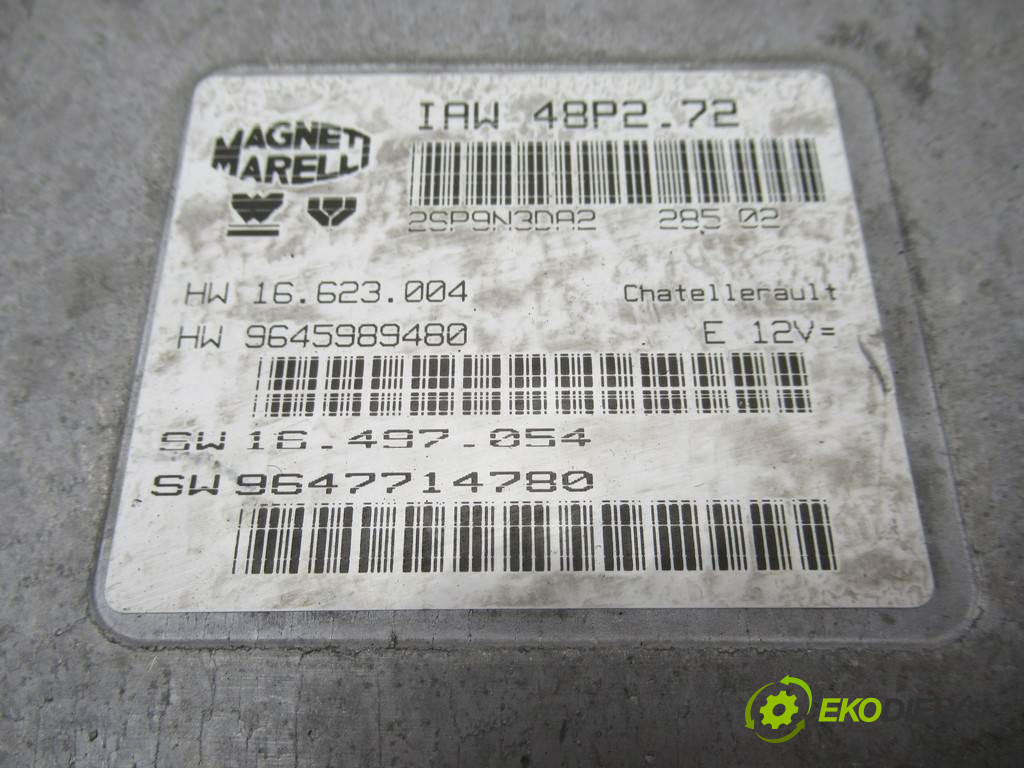 IAW 48P2.72
MAGNETI
MARELLI
2SP9N3DA2 285 02
HW 16.623.004 Chatellerault
HW 9645989480 E 12V=
SW 16.497.054
SW 9647714780
EKO